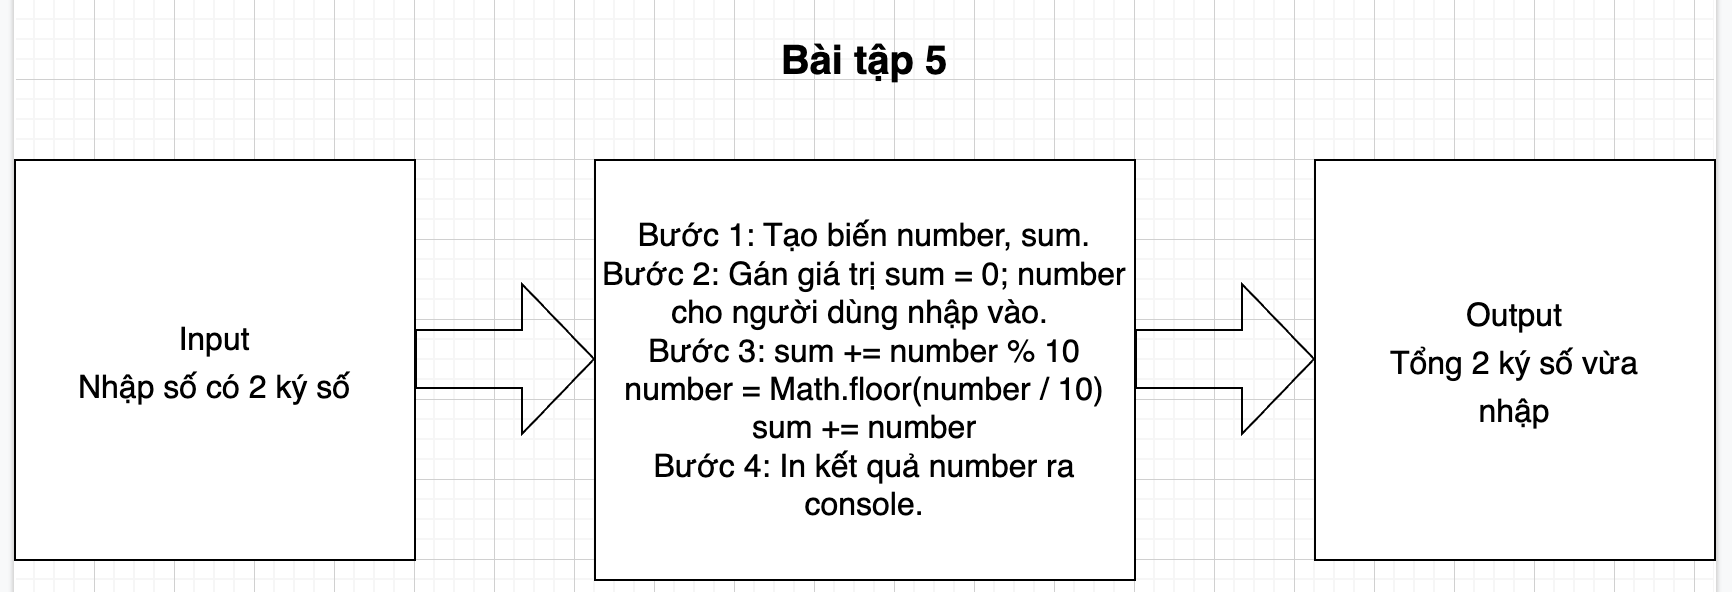 Bài tập 5
Input
Nhập số có 2 ký số
Bước 1: Tạo biến number, sum.
Bước 2: Gán giá trị sum = 0; number
cho người dùng nhập vào.
Bước 3: sum += number % 10
number = Math.floor(number / 10)
sum += number
Bước 4: In kết quả number ra
console.
Output
Tổng 2 ký số vừa
nhập